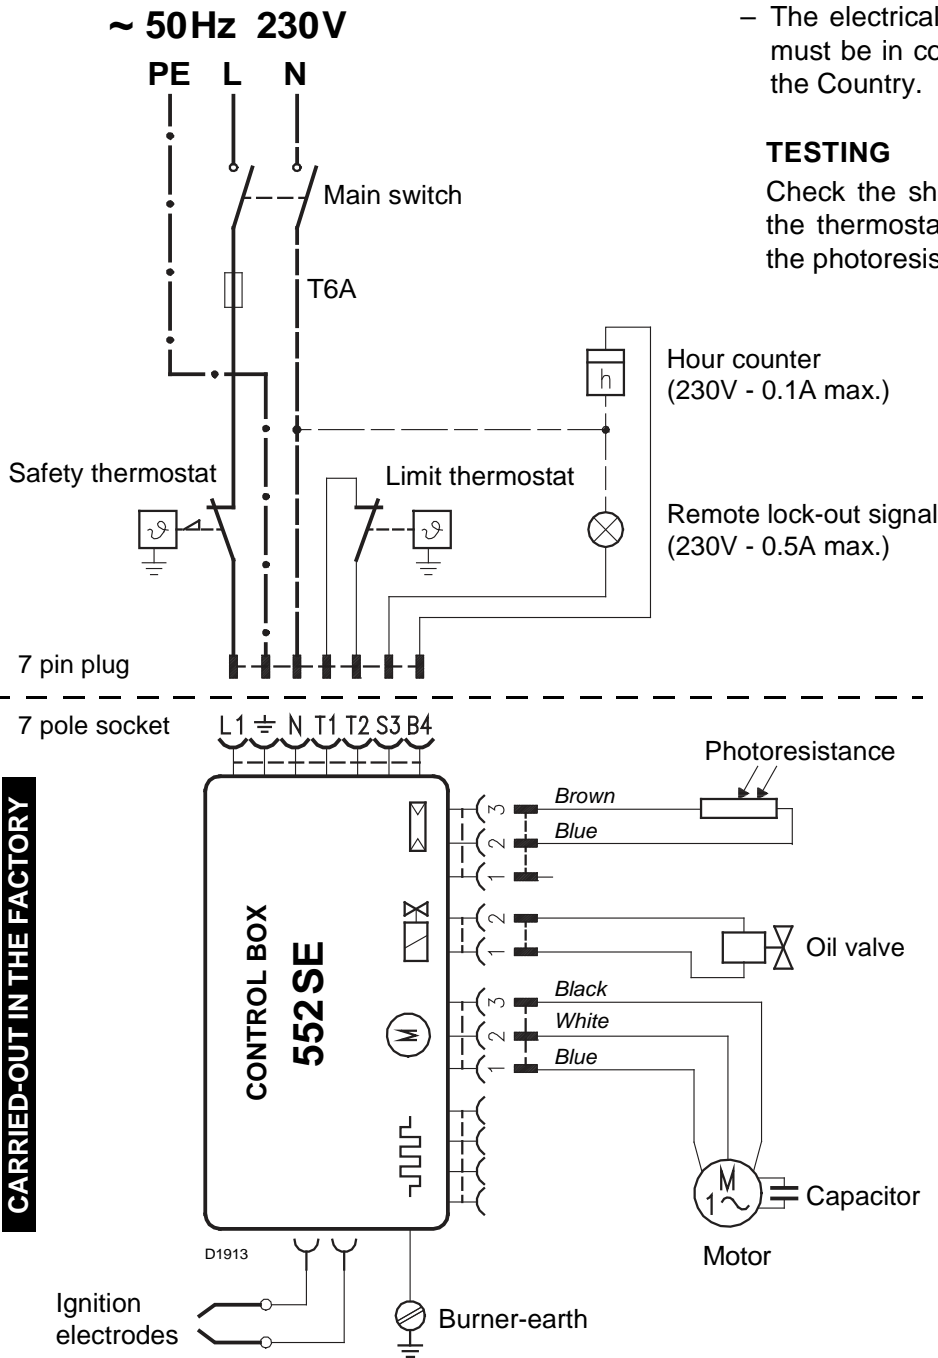 ~ 50Hz 230V
PE L N
Main switch
T6A
Hour counter
(230V - 0.1A max.)
h
Safety thermostat
Limit thermostat
ϑ
ϑ
Remote lock-out signal
(230V - 0.5A max.)
7 pin plug
7 pole socket
L1 N T1 T2 S3 B4
– The electrical
must be in co
the Country.
TESTING
Check the sh
the thermosta
the photoresis
CARRIED-OUT IN THE FACTORY
CONTROL BOX
552SE
M
Photoresistance
3 Brown
2 Blue
1
2
1
Oil valve
3 Black
2 White
1 Blue
M
1~
Capacitor
Motor
D1913
Ignition
electrodes
Burner-earth